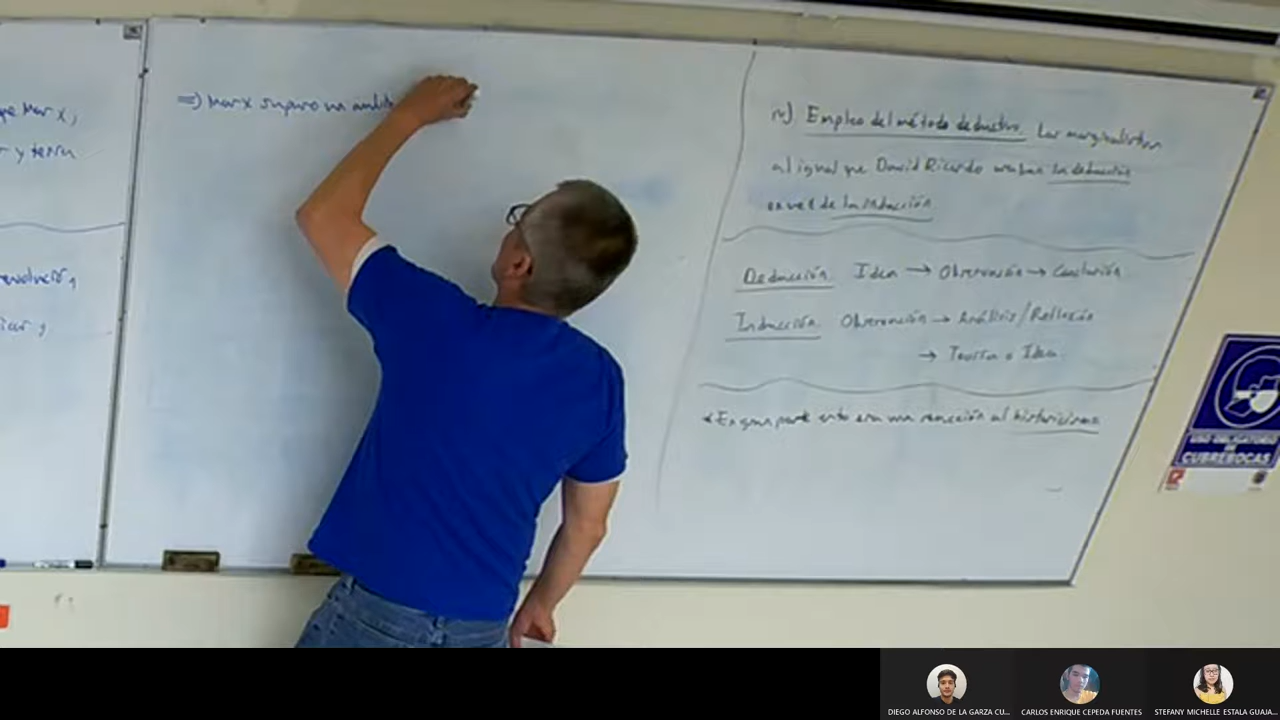 que Marx,
r y tenía
revolución,
=> Marx supuso un ámbito
iv) Empleo del método deductivo. Los marginalistas
al igual que David Ricardo usaban la deducción
en vez de la inducción
Deducción. Idea → Observación → Conclusión.
Inducción. Observación → Análisis/Reflexión
→ Teoría o Idea.
* En gran parte esto era una reacción al historicismo
USO OBLIGATORIO
DE
CUBREBOCAS
DIEGO ALFONSO DE LA GARZA CU...
CARLOS ENRIQUE CEPEDA FUENTES
STEFANY MICHELLE ESTALA GUAJA...